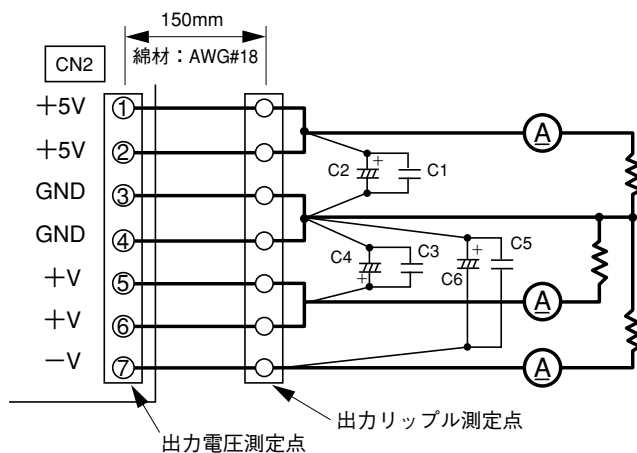 150mm
綿材：AWG#18
CN2
+5V ①
+5V ②
GND ③
GND ④
+V ⑤
+V ⑥
−V ⑦
A
+
C2 C1
+
C4 C3
+
C6 C5
A
A
出力リップル測定点
出力電圧測定点